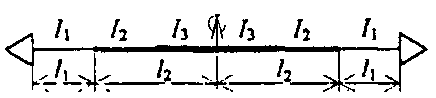 I₁ I₂ I₃ I₃ I₂ I₁
l₁ l₂ l₂ l₁